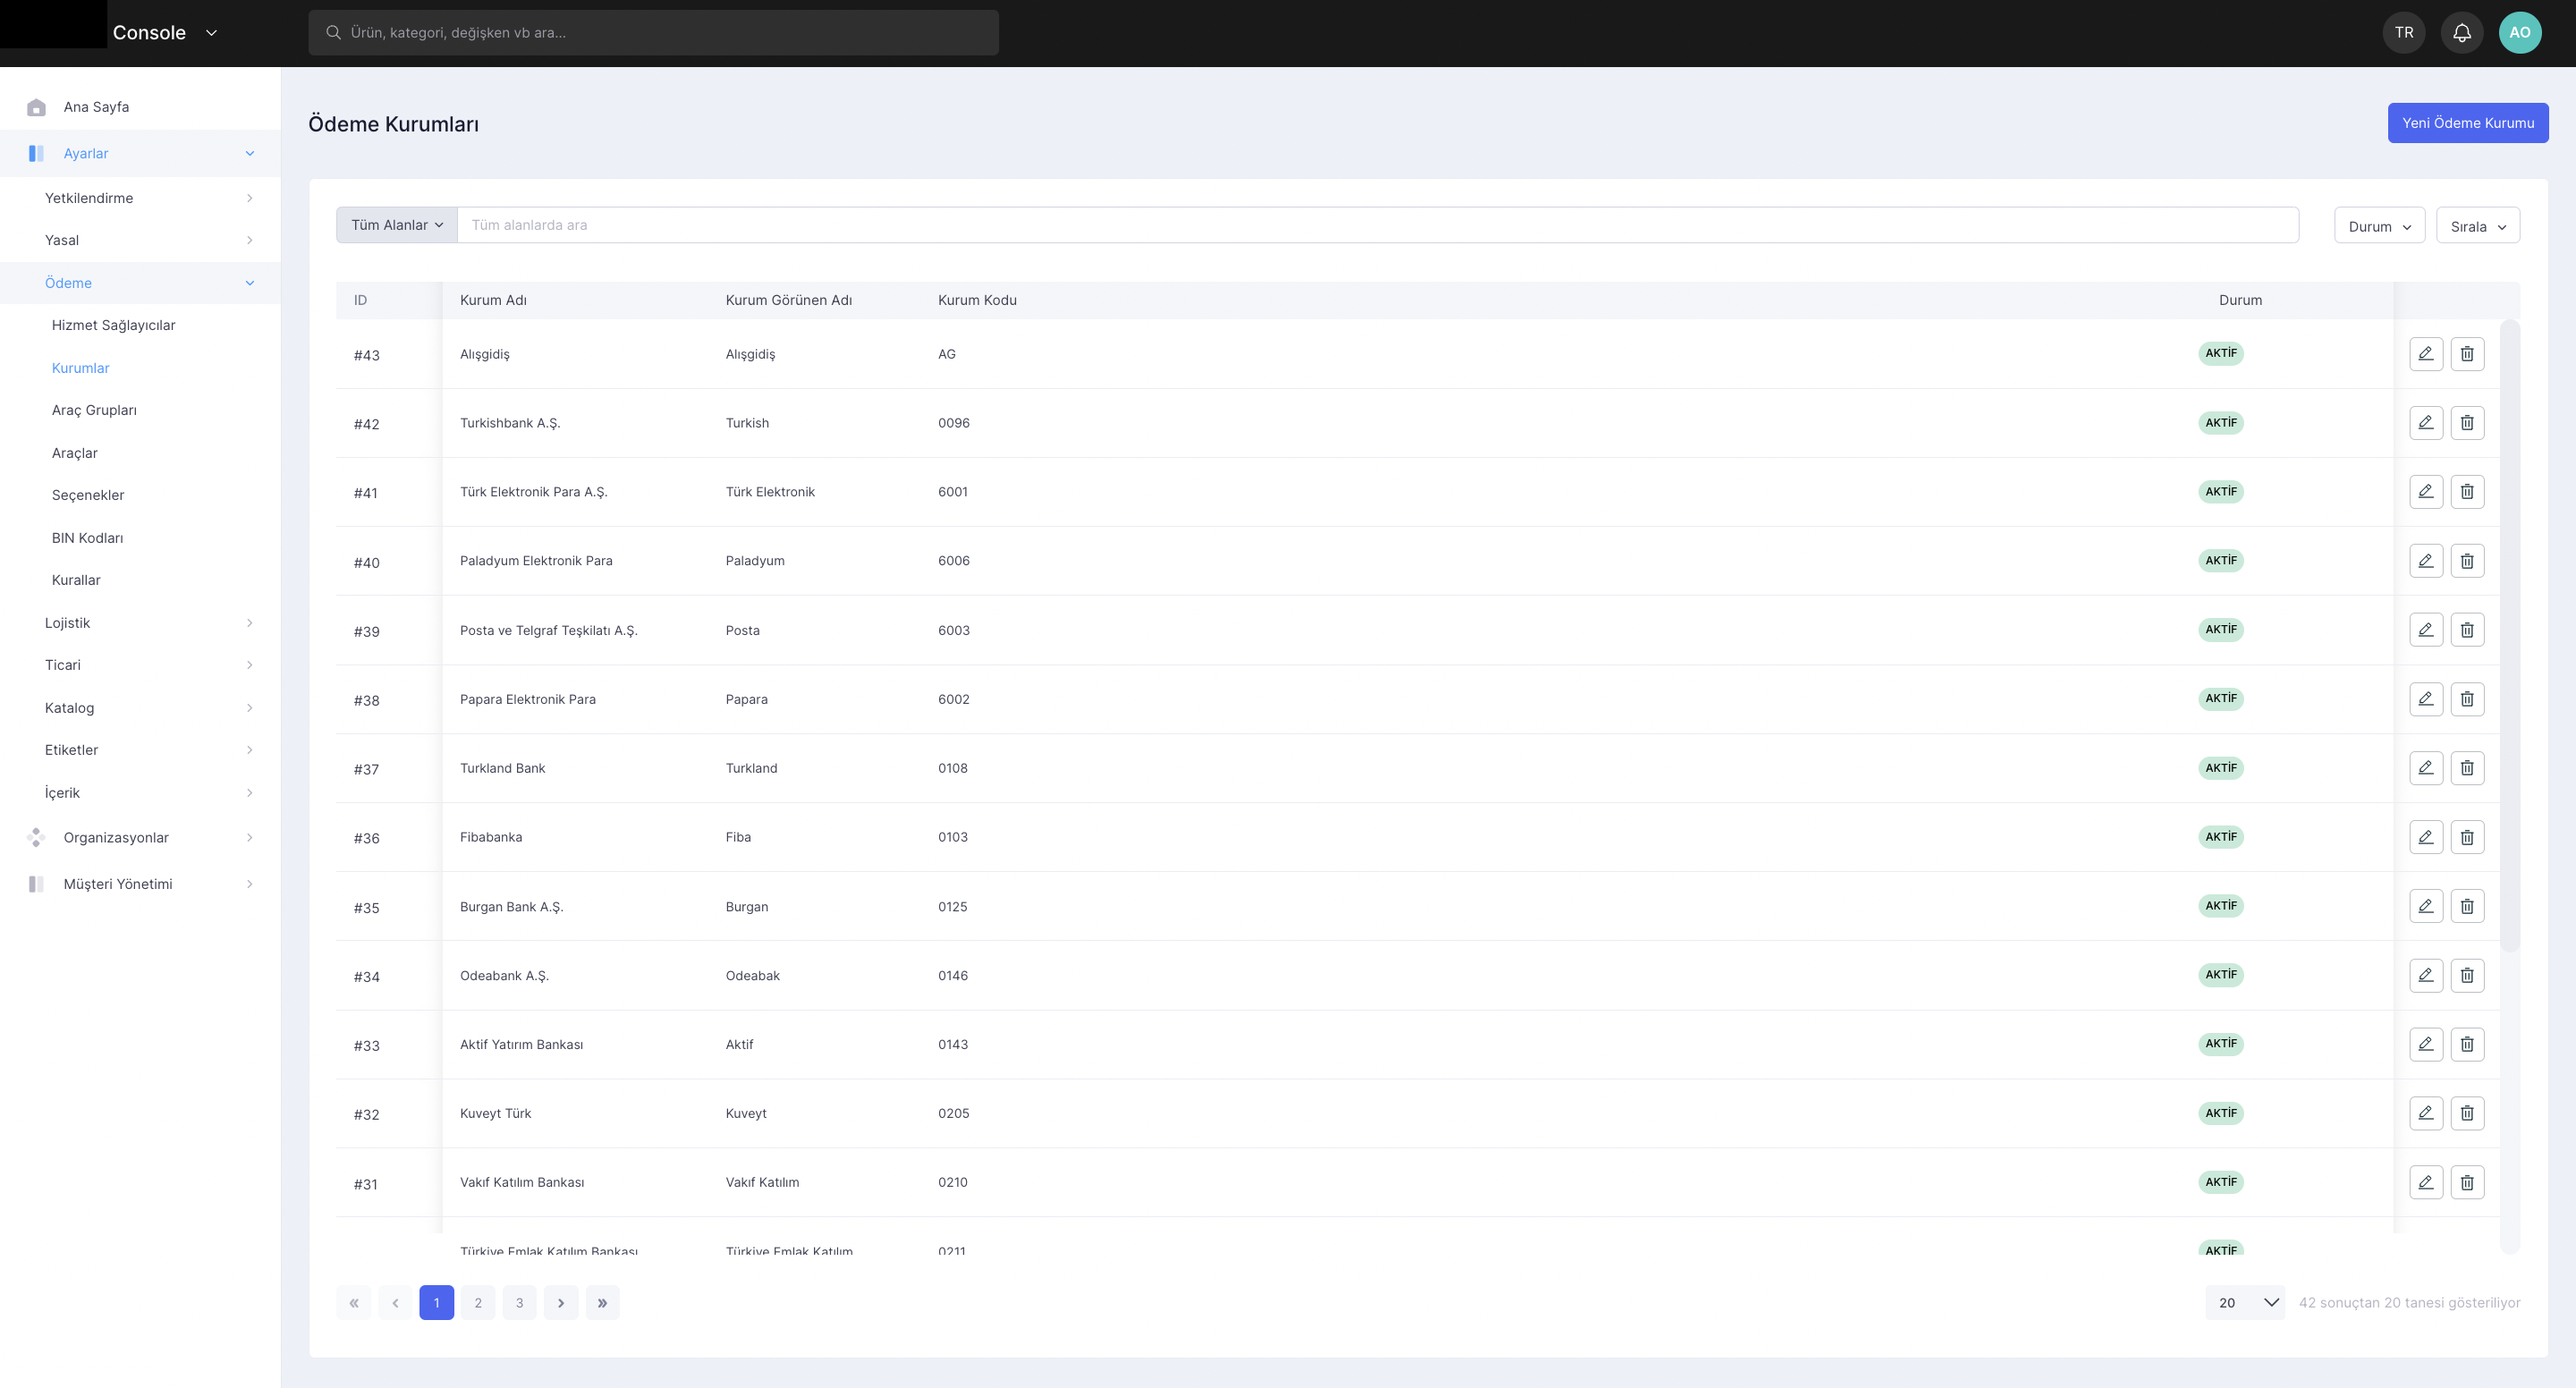 Console
Ürün, kategori, değişken vb ara...
TR
AO
Ana Sayfa
Ayarlar
Yetkilendirme
Yasal
Ödeme
Hizmet Sağlayıcılar
Kurumlar
Araç Grupları
Araçlar
Seçenekler
BIN Kodları
Kurallar
Lojistik
Ticari
Katalog
Etiketler
İçerik
Organizasyonlar
Müşteri Yönetimi
Ödeme Kurumları
Yeni Ödeme Kurumu
Tüm Alanlar Tüm alanlarda ara
Durum Sırala
ID Kurum Adı Kurum Görünen Adı Kurum Kodu Durum
#43 Alışgidiş Alışgidiş AG AKTİF
#42 Turkishbank A.Ş. Turkish 0096 AKTİF
#41 Türk Elektronik Para A.Ş. Türk Elektronik 6001 AKTİF
#40 Paladyum Elektronik Para Paladyum 6006 AKTİF
#39 Posta ve Telgraf Teşkilatı A.Ş. Posta 6003 AKTİF
#38 Papara Elektronik Para Papara 6002 AKTİF
#37 Turkland Bank Turkland 0108 AKTİF
#36 Fibabanka Fiba 0103 AKTİF
#35 Burgan Bank A.Ş. Burgan 0125 AKTİF
#34 Odeabank A.Ş. Odeabak 0146 AKTİF
#33 Aktif Yatırım Bankası Aktif 0143 AKTİF
#32 Kuveyt Türk Kuveyt 0205 AKTİF
#31 Vakıf Katılım Bankası Vakıf Katılım 0210 AKTİF
Türkiye Emlak Katılım Bankası Türkiye Emlak Katılım 0211 AKTİF
« ‹ 1 2 3 › »
20 42 sonuçtan 20 tanesi gösteriliyor